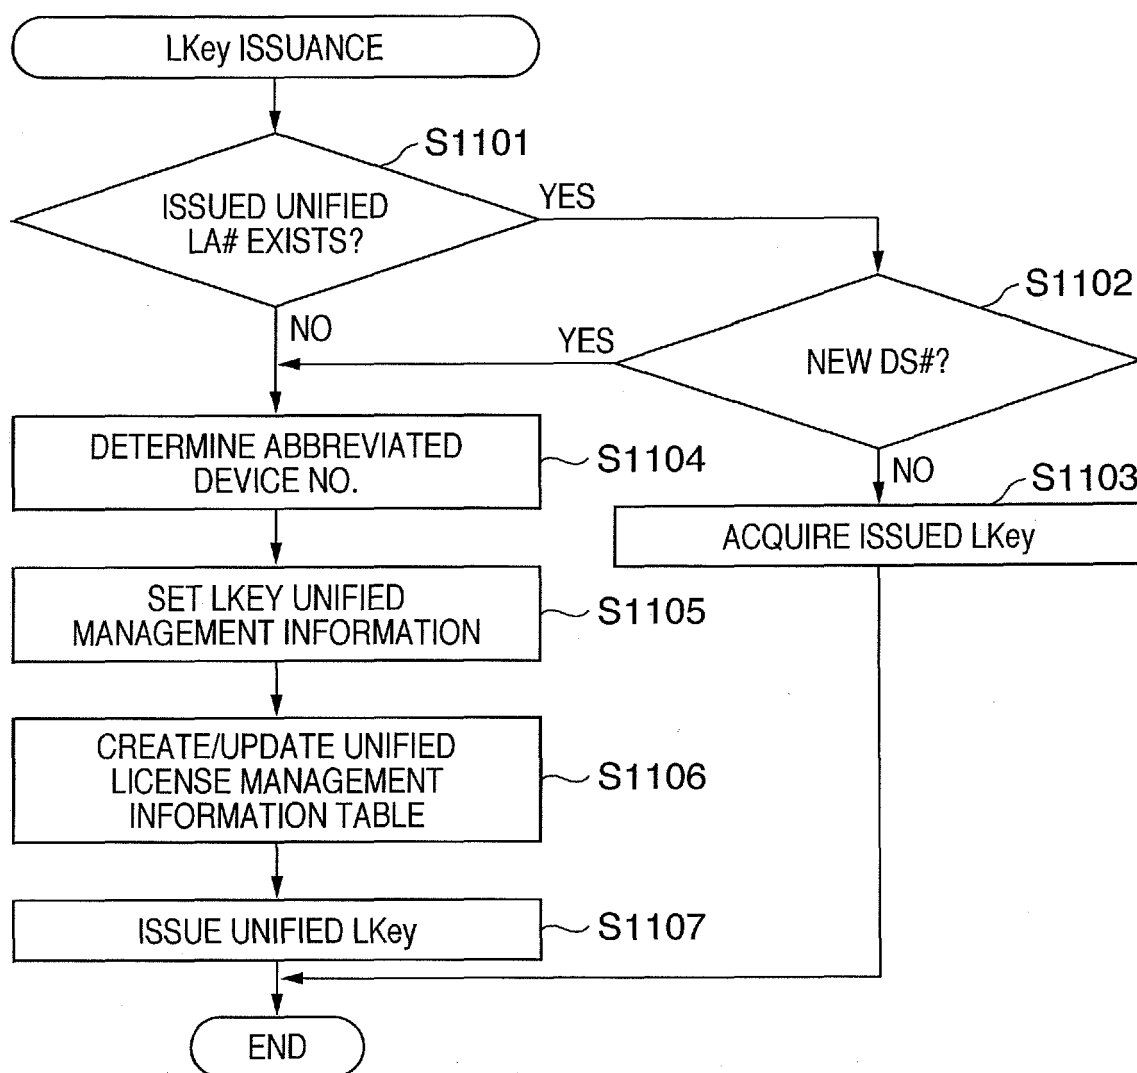 LKey ISSUANCE
S1101
ISSUED UNIFIED
LA# EXISTS?
YES
S1102
NEW DS#?
NO
YES
DETERMINE ABBREVIATED
DEVICE NO.
S1104
NO
S1103
ACQUIRE ISSUED LKey
SET LKEY UNIFIED
MANAGEMENT INFORMATION
S1105
CREATE/UPDATE UNIFIED
LICENSE MANAGEMENT
INFORMATION TABLE
S1106
ISSUE UNIFIED LKey
S1107
END